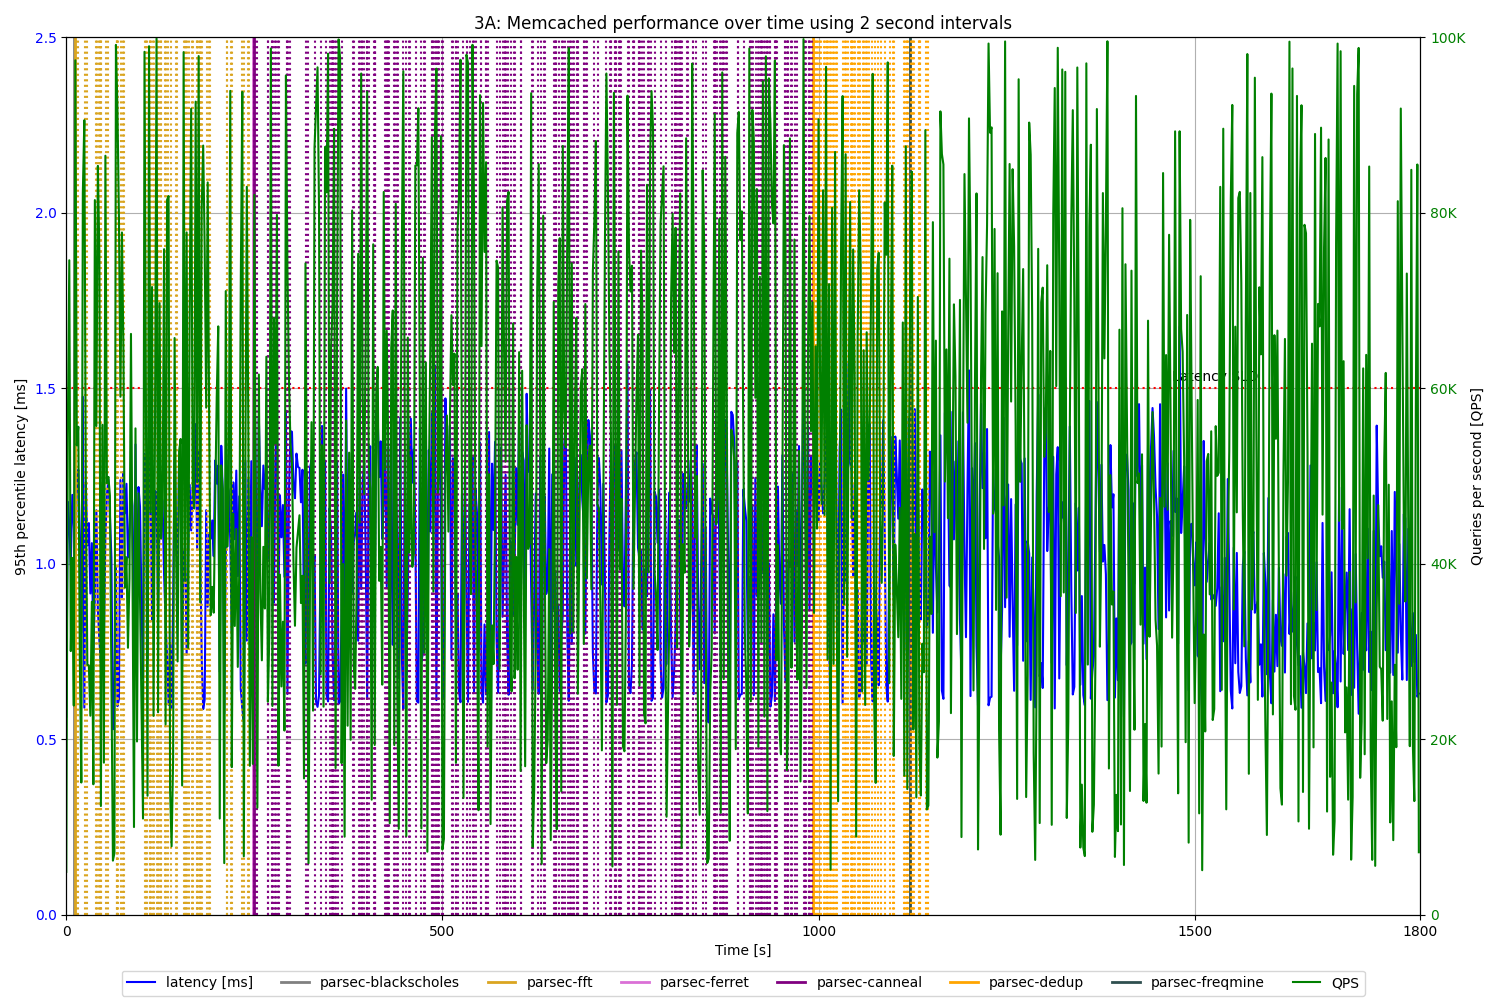 3A: Memcached performance over time using 2 second intervals
2.5
2.0
1.5
1.0
0.5
0.0
95th percentile latency [ms]
100K
80K
60K
40K
20K
0
Queries per second [QPS]
Latency SLO
0
500
1000
1500
1800
Time [s]
latency [ms]
parsec-blackscholes
parsec-fft
parsec-ferret
parsec-canneal
parsec-dedup
parsec-freqmine
QPS